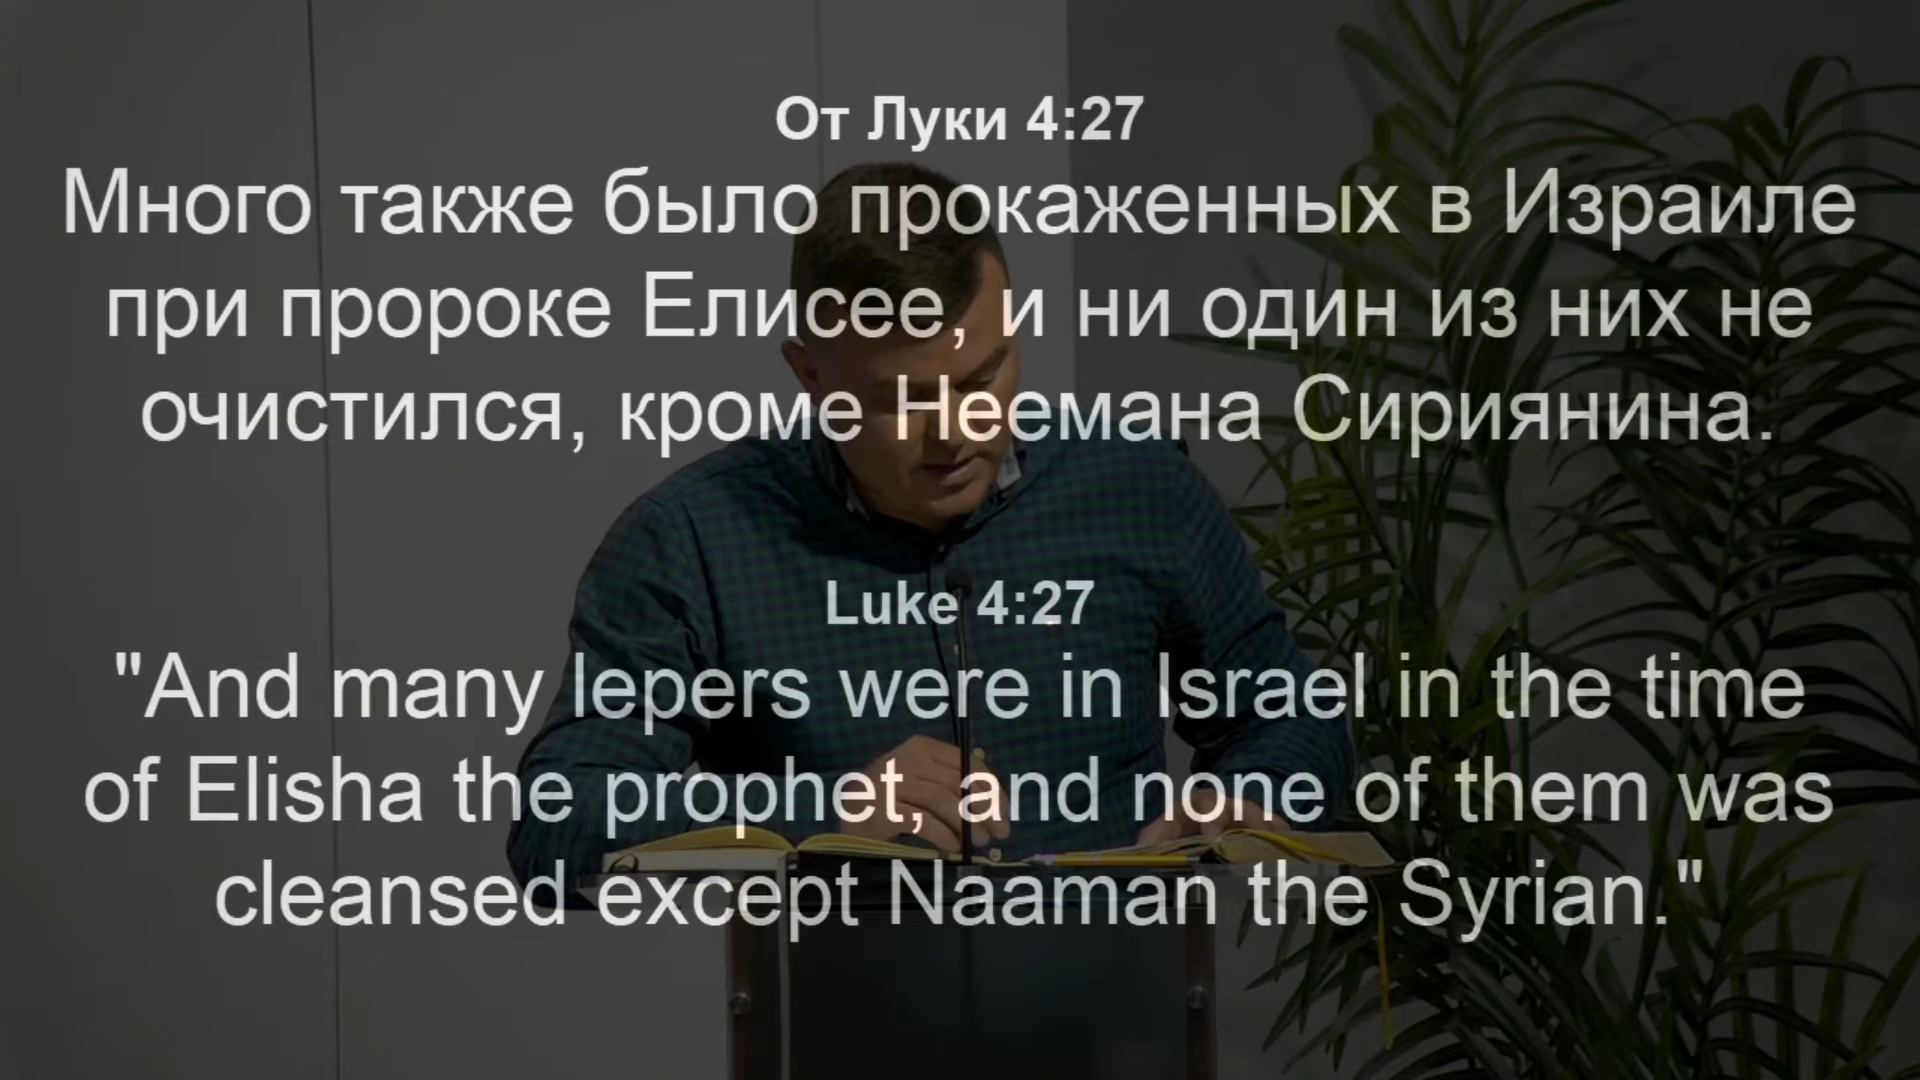 От Луки 4:27
Много также было прокаженных в Израиле
при пророке Елисее, и ни один из них не
очистился, кроме Неемана Сириянина.
Luke 4:27
"And many lepers were in Israel in the time
of Elisha the prophet, and none of them was
cleansed except Naaman the Syrian."